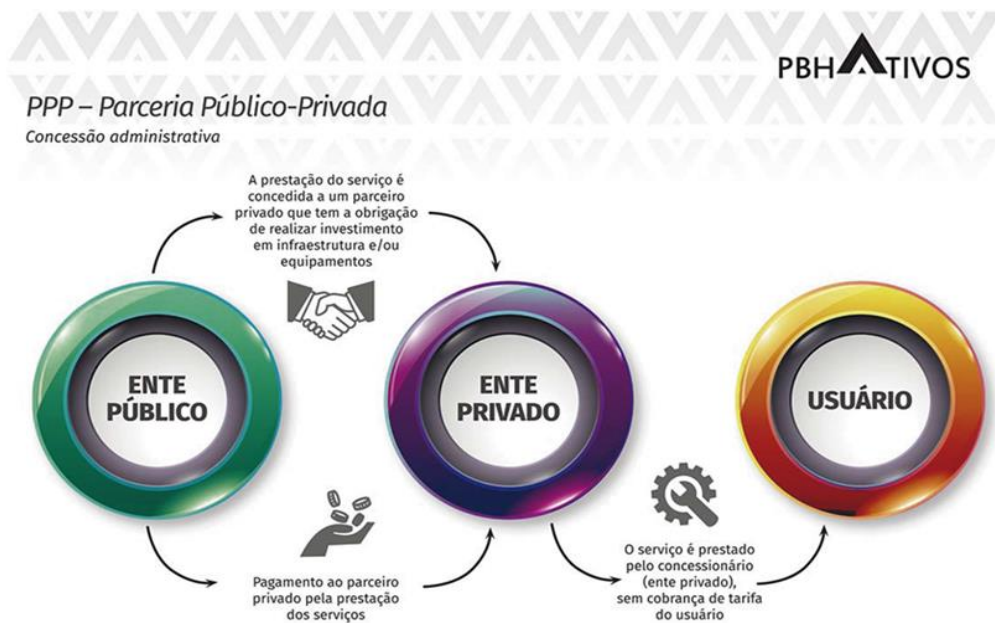 PBH ATIVOS
PPP – Parceria Público-Privada
Concessão administrativa
A prestação do serviço é
concedida a um parceiro
privado que tem a obrigação
de realizar investimento
em infraestrutura e/ou
equipamentos
ENTE
PÚBLICO
ENTE
PRIVADO
USUÁRIO
Pagamento ao parceiro
privado pela prestação
dos serviços
O serviço é prestado
pelo concessionário
(ente privado),
sem cobrança de tarifa
do usuário